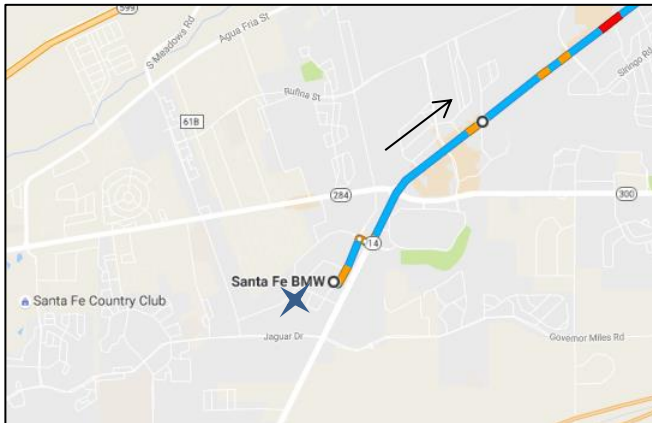 599
S Meadows Rd
Agua Fria St
Siringo Rd
Rufina St
61B
284
300
14
Santa Fe BMW
Santa Fe Country Club
Jaguar Dr
Governor Miles Rd